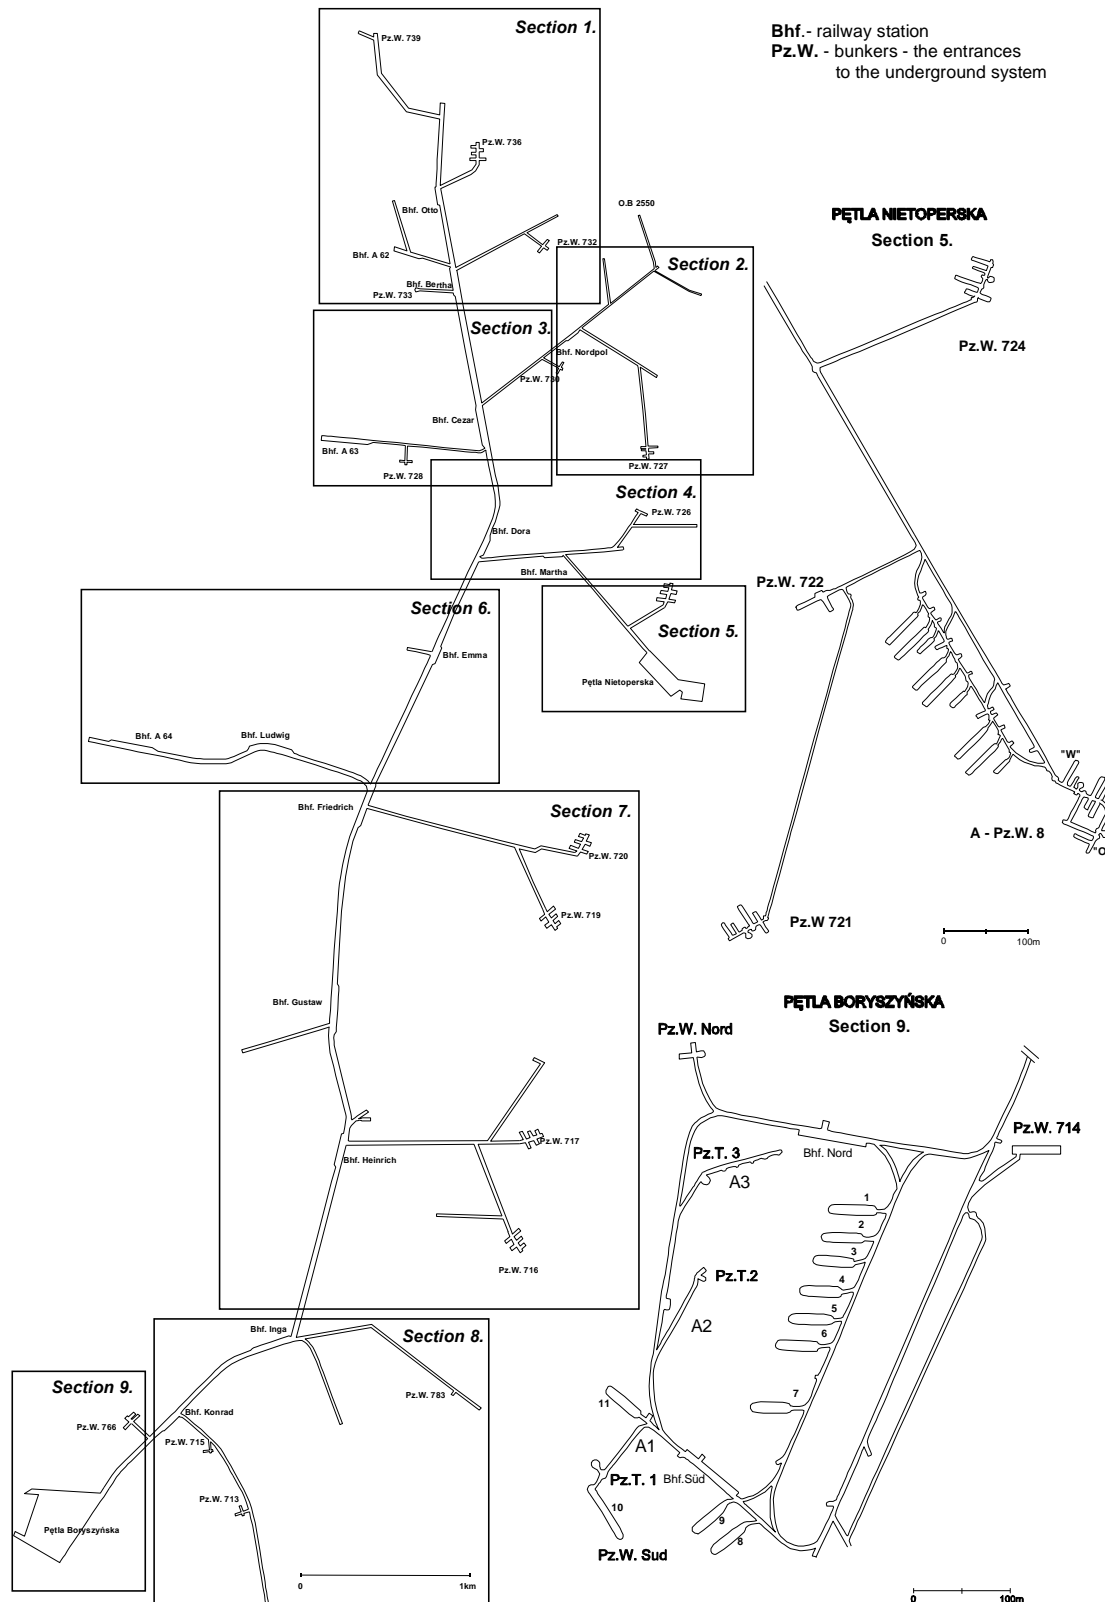 Section 1.
Bhf.- railway station
Pz.W. - bunkers - the entrances
to the underground system
Pz.W. 739
Pz.W. 736
Bhf. Otto
O.B 2550
Pz.W. 732
Bhf. A 62
Bhf. Bertha
Pz.W. 733
Section 2.
Section 3.
Bhf. Nordpol
Pz.W. 730
Bhf. Cezar
Bhf. A 63
Pz.W. 728
Pz.W. 727
Section 4.
Pz.W. 726
Bhf. Dora
Bhf. Martha
Section 5.
Pętla Nietoperska
Section 6.
Bhf. Emma
Bhf. A 64
Bhf. Ludwig
Bhf. Friedrich
Section 7.
Pz.W. 720
Pz.W. 719
Bhf. Gustaw
Pz.W. 717
Bhf. Heinrich
Pz.W. 716
Bhf. Inga
Section 8.
Pz.W. 783
Section 9.
Bhf. Konrad
Pz.W. 766
Pz.W. 715
Pz.W. 713
Pętla Boryszyńska
0 1km
PĘTLA NIETOPERSKA
Section 5.
Pz.W. 724
Pz.W. 722
"W"
A - Pz.W. 8
"O
Pz.W 721
0 100m
PĘTLA BORYSZYŃSKA
Section 9.
Pz.W. Nord
Pz.W. 714
Pz.T. 3
Bhf. Nord
A3
1
2
3
Pz.T.2
4
5
A2
6
7
11
A1
Pz.T. 1
Bhf.Süd
10
9
8
Pz.W. Sud
0 100m